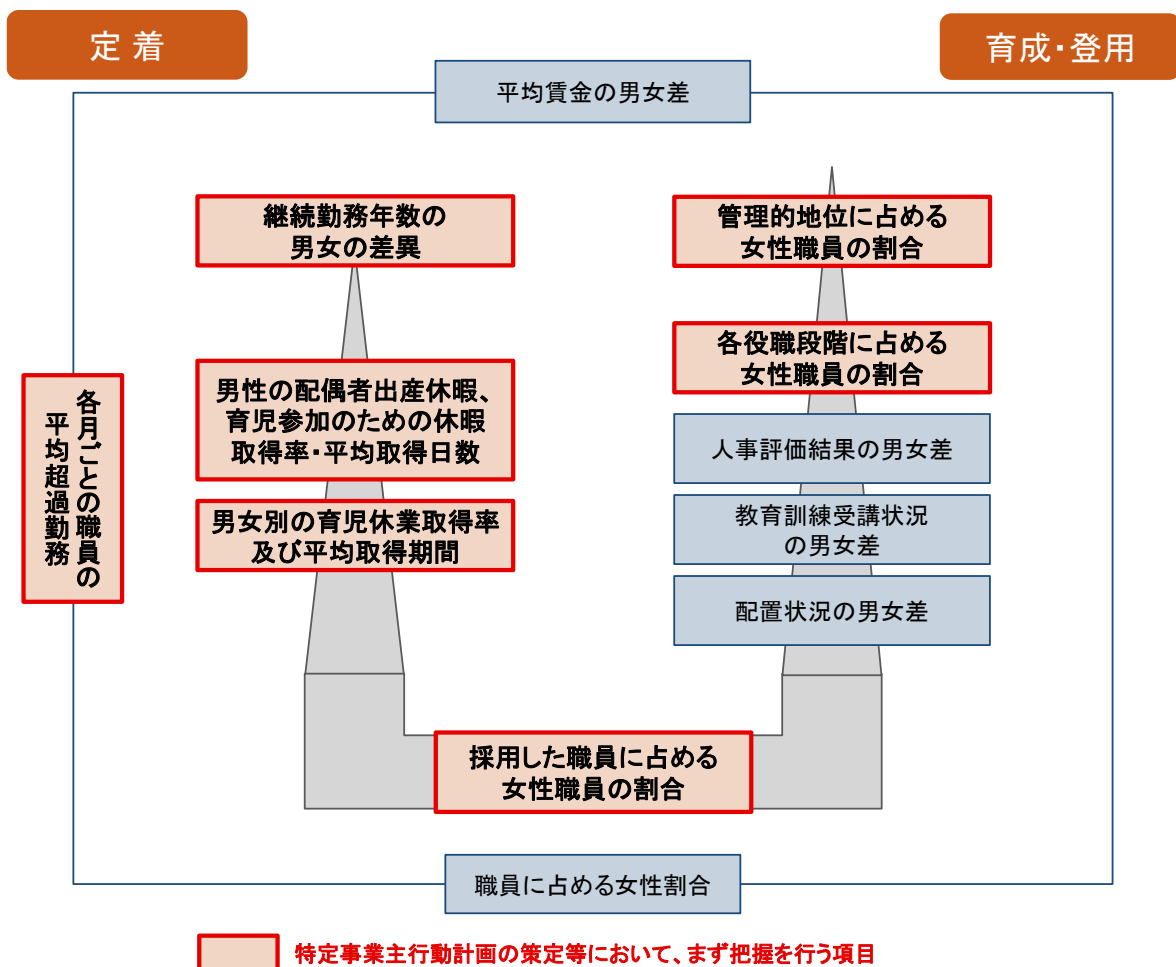 定着
育成・登用
平均賃金の男女差
継続勤務年数の
男女の差異
管理的地位に占める
女性職員の割合
各役職段階に占める
女性職員の割合
各月ごとの職員の
平均超過勤務
男性の配偶者出産休暇、
育児参加のための休暇
取得率・平均取得日数
人事評価結果の男女差
男女別の育児休業取得率
及び平均取得期間
教育訓練受講状況
の男女差
配置状況の男女差
採用した職員に占める
女性職員の割合
職員に占める女性割合
特定事業主行動計画の策定等において、まず把握を行う項目